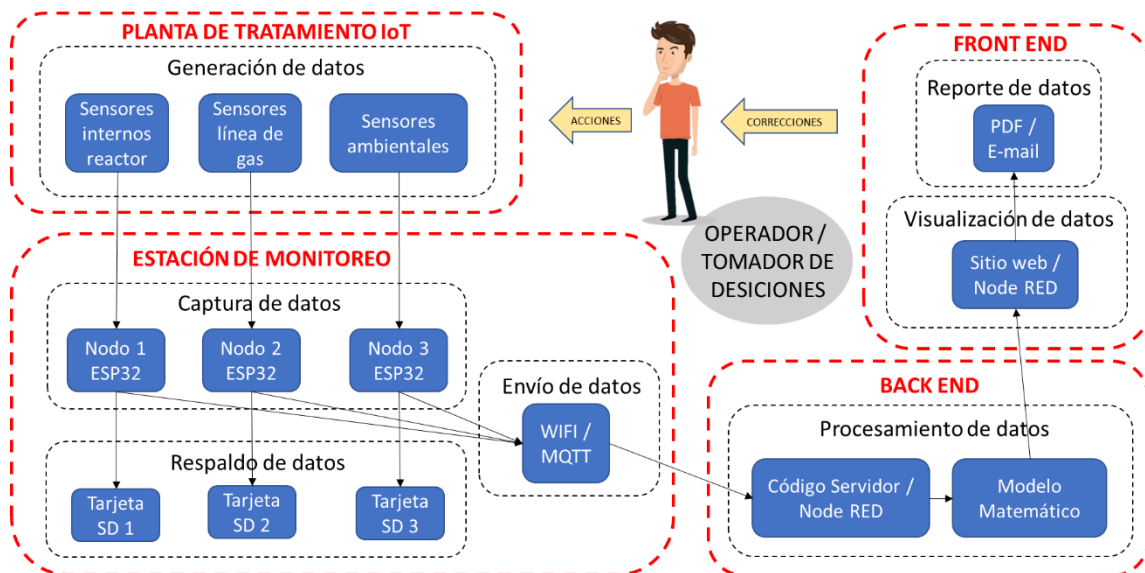 PLANTA DE TRATAMIENTO IoT
Generación de datos
Sensores
internos
reactor
Sensores
línea de
gas
Sensores
ambientales
ACCIONES
CORRECCIONES
OPERADOR /
TOMADOR DE
DESICIONES
FRONT END
Reporte de datos
PDF /
E-mail
Visualización de datos
Sitio web /
Node RED
ESTACIÓN DE MONITOREO
Captura de datos
Nodo 1
ESP32
Nodo 2
ESP32
Nodo 3
ESP32
Envío de datos
WIFI /
MQTT
Respaldo de datos
Tarjeta
SD 1
Tarjeta
SD 2
Tarjeta
SD 3
BACK END
Procesamiento de datos
Código Servidor /
Node RED
Modelo
Matemático